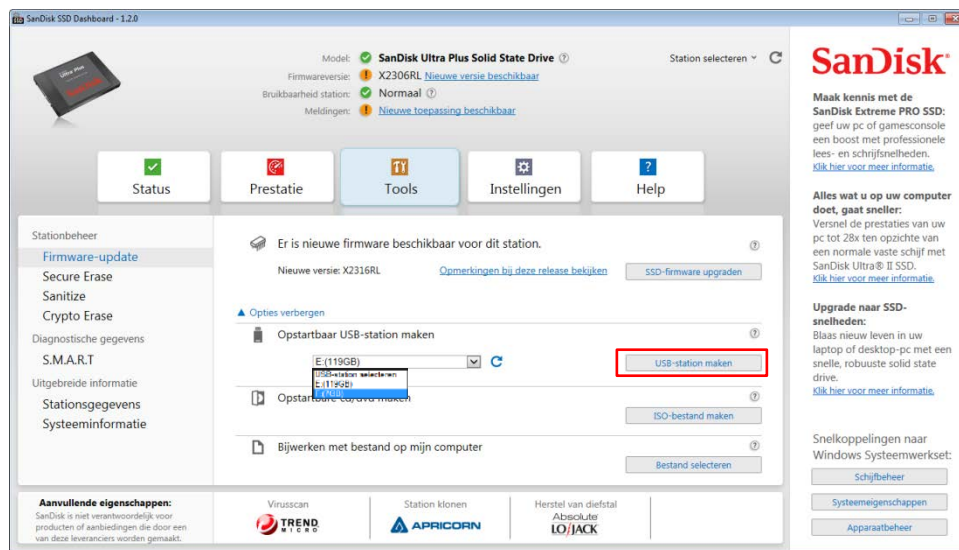 SanDisk SSD Dashboard - 1.2.0
Model: SanDisk Ultra Plus Solid State Drive
Firmwareversie: X2306RL Nieuwe versie beschikbaar
Bruikbaarheid station: Normaal
Meldingen: Nieuwe toepassing beschikbaar
Station selecteren
Status
Prestatie
Tools
Instellingen
Help
Stationbeheer
Firmware-update
Secure Erase
Sanitize
Crypto Erase
Diagnostische gegevens
S.M.A.R.T
Uitgebreide informatie
Stationsgegevens
Systeeminformatie
Er is nieuwe firmware beschikbaar voor dit station.
Nieuwe versie: X2316RL
Opmerkingen bij deze release bekijken
SSD-firmware upgraden
Opties verbergen
Opstartbaar USB-station maken
E:(119GB)
USB-station maken
USB-station selecteren
E:(119GB)
Opstartbare cd/dvd maken
ISO-bestand maken
Bijwerken met bestand op mijn computer
Bestand selecteren
SanDisk
Maak kennis met de
SanDisk Extreme PRO SSD:
geef uw pc of gamesconsole
een boost met professionele
lees- en schrijfsnelheden.
Klik hier voor meer informatie.
Alles wat u op uw computer
doet, gaat sneller:
Versnel de prestaties van uw
pc tot 28x ten opzichte van
een normale vaste schijf met
SanDisk Ultra® II SSD.
Klik hier voor meer informatie.
Upgrade naar SSD-
snelheden:
Blaas nieuw leven in uw
laptop of desktop-pc met een
snelle, robuuste solid state
drive.
Klik hier voor meer informatie.
Snelkoppelingen naar
Windows Systeemwerkset:
Schijfbeheer
Systeemeigenschappen
Apparaatbeheer
Aanvullende eigenschappen:
SanDisk is niet verantwoordelijk voor
producten of aanbiedingen die door een
van deze leveranciers worden gemaakt.
Virusscan
TREND
MICRO
Station klonen
APRICORN
Herstel van diefstal
Absolute
LO/JACK